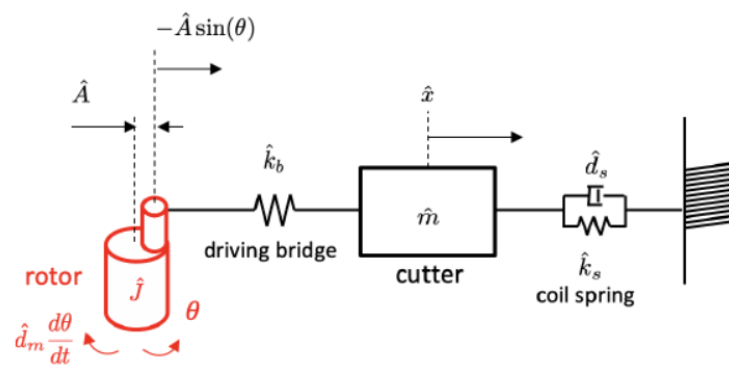 −Â sin(θ)
Â
x̂
k̂_b
d̂_s
m̂
driving bridge
cutter
k̂_s
coil spring
rotor
Ĵ
θ
d̂_m dθ/dt